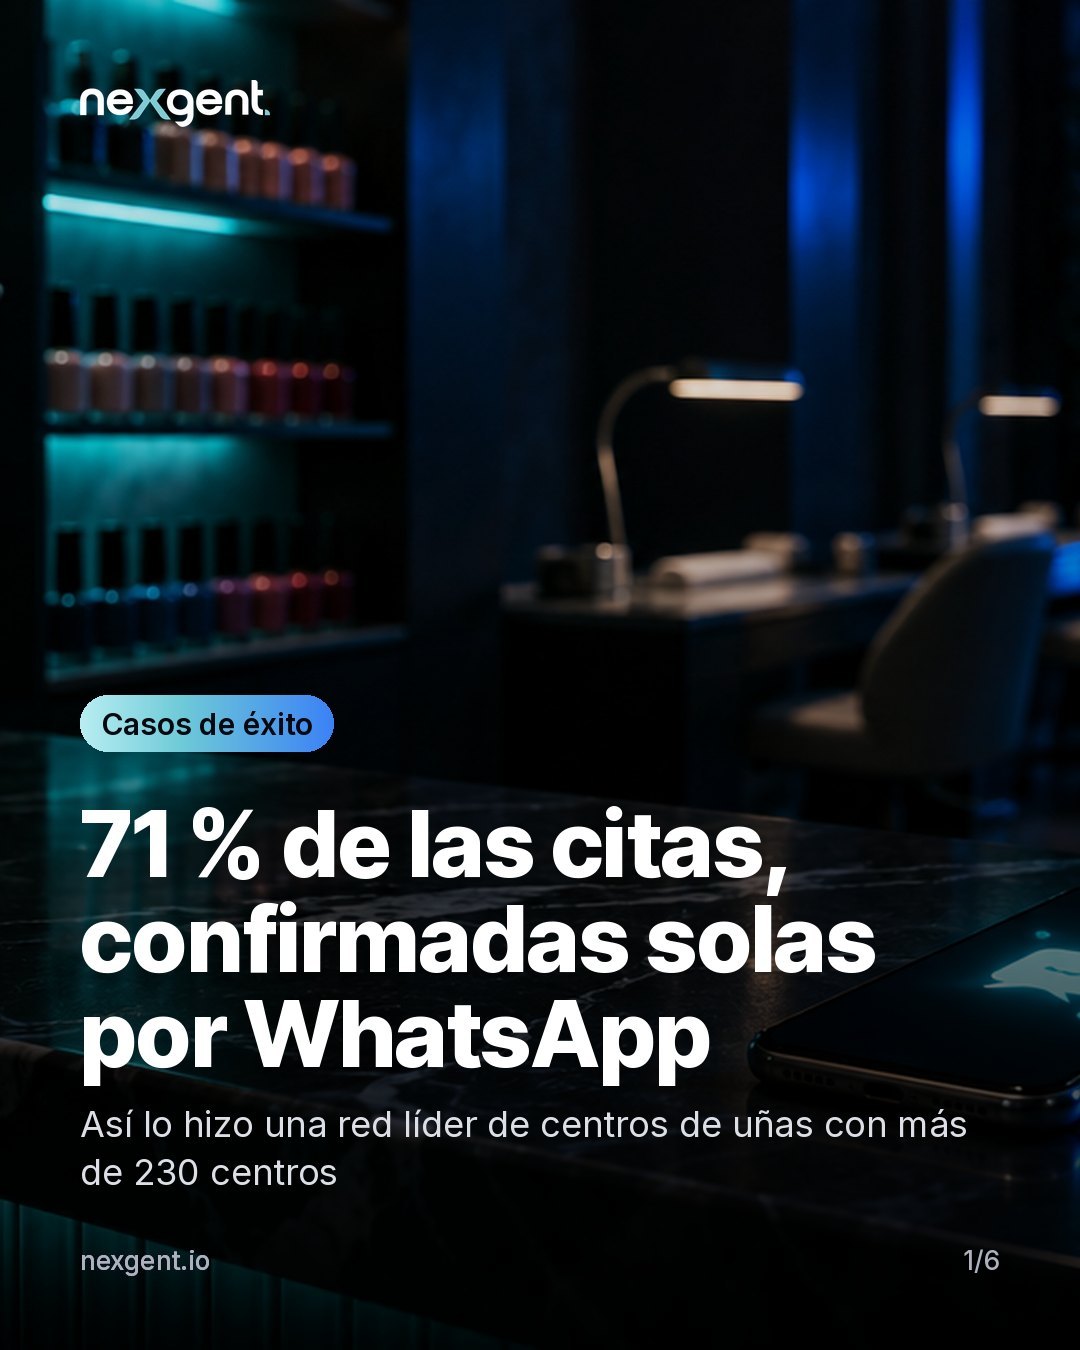 nexgent.
Casos de éxito
71 % de las citas,
confirmadas solas
por WhatsApp
Así lo hizo una red líder de centros de uñas con más
de 230 centros
nexgent.io
1/6